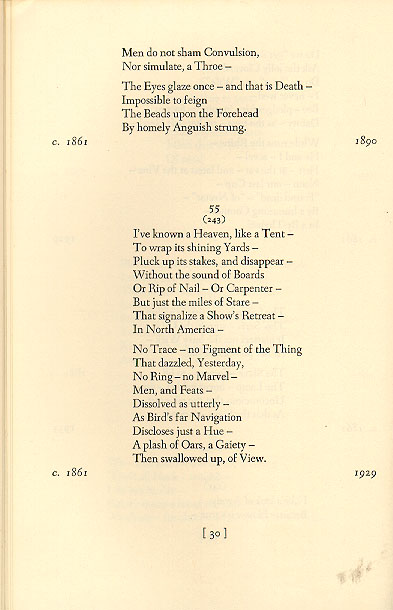 Men do not sham Convulsion,
Nor simulate, a Throe –
The Eyes glaze once – and that is Death –
Impossible to feign
The Beads upon the Forehead
By homely Anguish strung.
c. 1861 1890
55
(243)
I've known a Heaven, like a Tent –
To wrap its shining Yards –
Pluck up its stakes, and disappear –
Without the sound of Boards
Or Rip of Nail – Or Carpenter –
But just the miles of Stare –
That signalize a Show's Retreat –
In North America –
No Trace – no Figment of the Thing
That dazzled, Yesterday,
No Ring – no Marvel –
Men, and Feats –
Dissolved as utterly –
As Bird's far Navigation
Discloses just a Hue –
A plash of Oars, a Gaiety –
Then swallowed up, of View.
c. 1861 1929
[ 30 ]